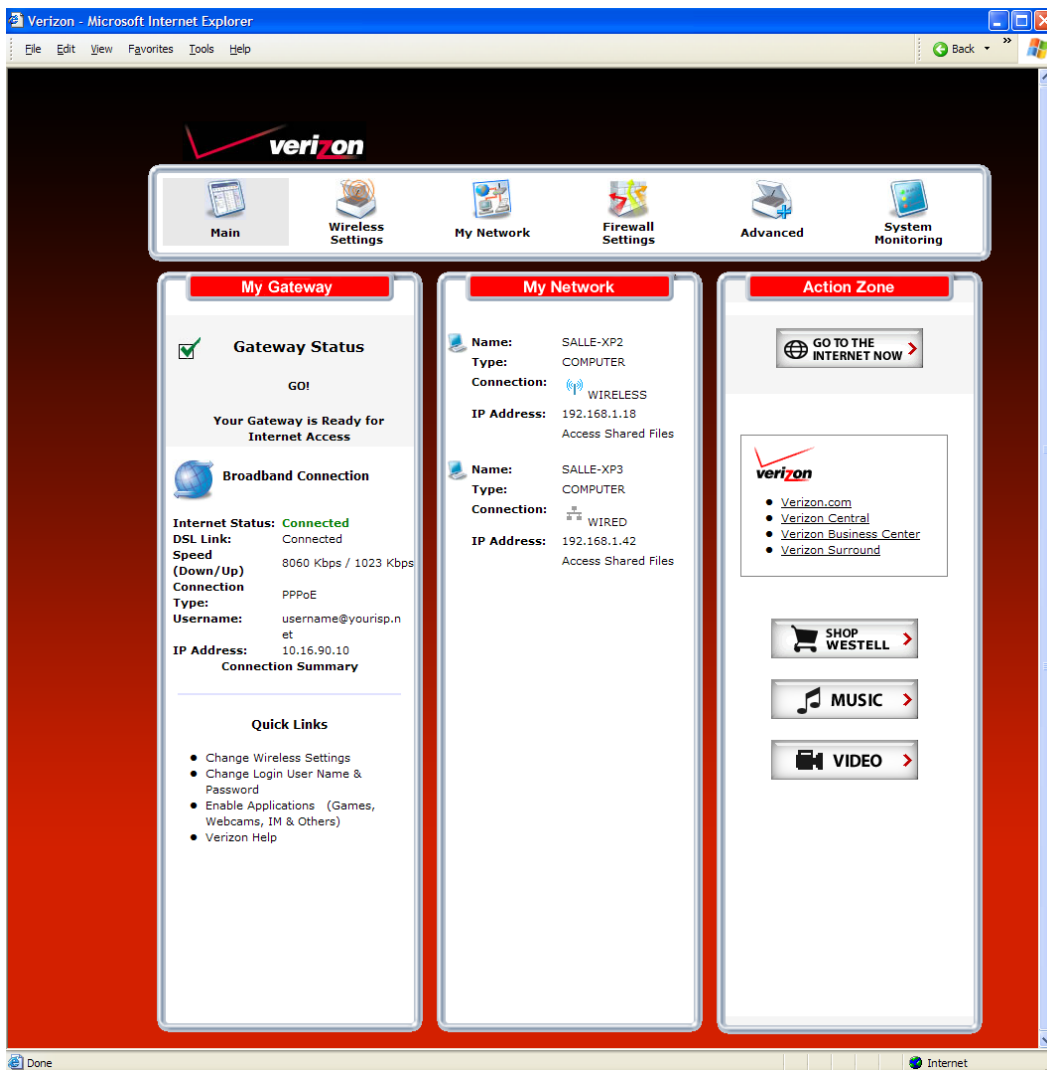 Verizon - Microsoft Internet Explorer
File Edit View Favorites Tools Help
Back
»
verizon
Main
Wireless
Settings
My Network
Firewall
Settings
Advanced
System
Monitoring
My Gateway
Gateway Status
GO!
Your Gateway is Ready for
Internet Access
Broadband Connection
Internet Status: Connected
DSL Link: Connected
Speed
(Down/Up) 8060 Kbps / 1023 Kbps
Connection
Type: PPPoE
Username: username@yourisp.n
et
IP Address: 10.16.90.10
Connection Summary
Quick Links
• Change Wireless Settings
• Change Login User Name &
Password
• Enable Applications (Games,
Webcams, IM & Others)
• Verizon Help
My Network
Name: SALLE-XP2
Type: COMPUTER
Connection: WIRELESS
IP Address: 192.168.1.18
Access Shared Files
Name: SALLE-XP3
Type: COMPUTER
Connection: WIRED
IP Address: 192.168.1.42
Access Shared Files
Action Zone
GO TO THE
INTERNET NOW
verizon
• Verizon.com
• Verizon Central
• Verizon Business Center
• Verizon Surround
SHOP
WESTELL
MUSIC
VIDEO
Done
Internet